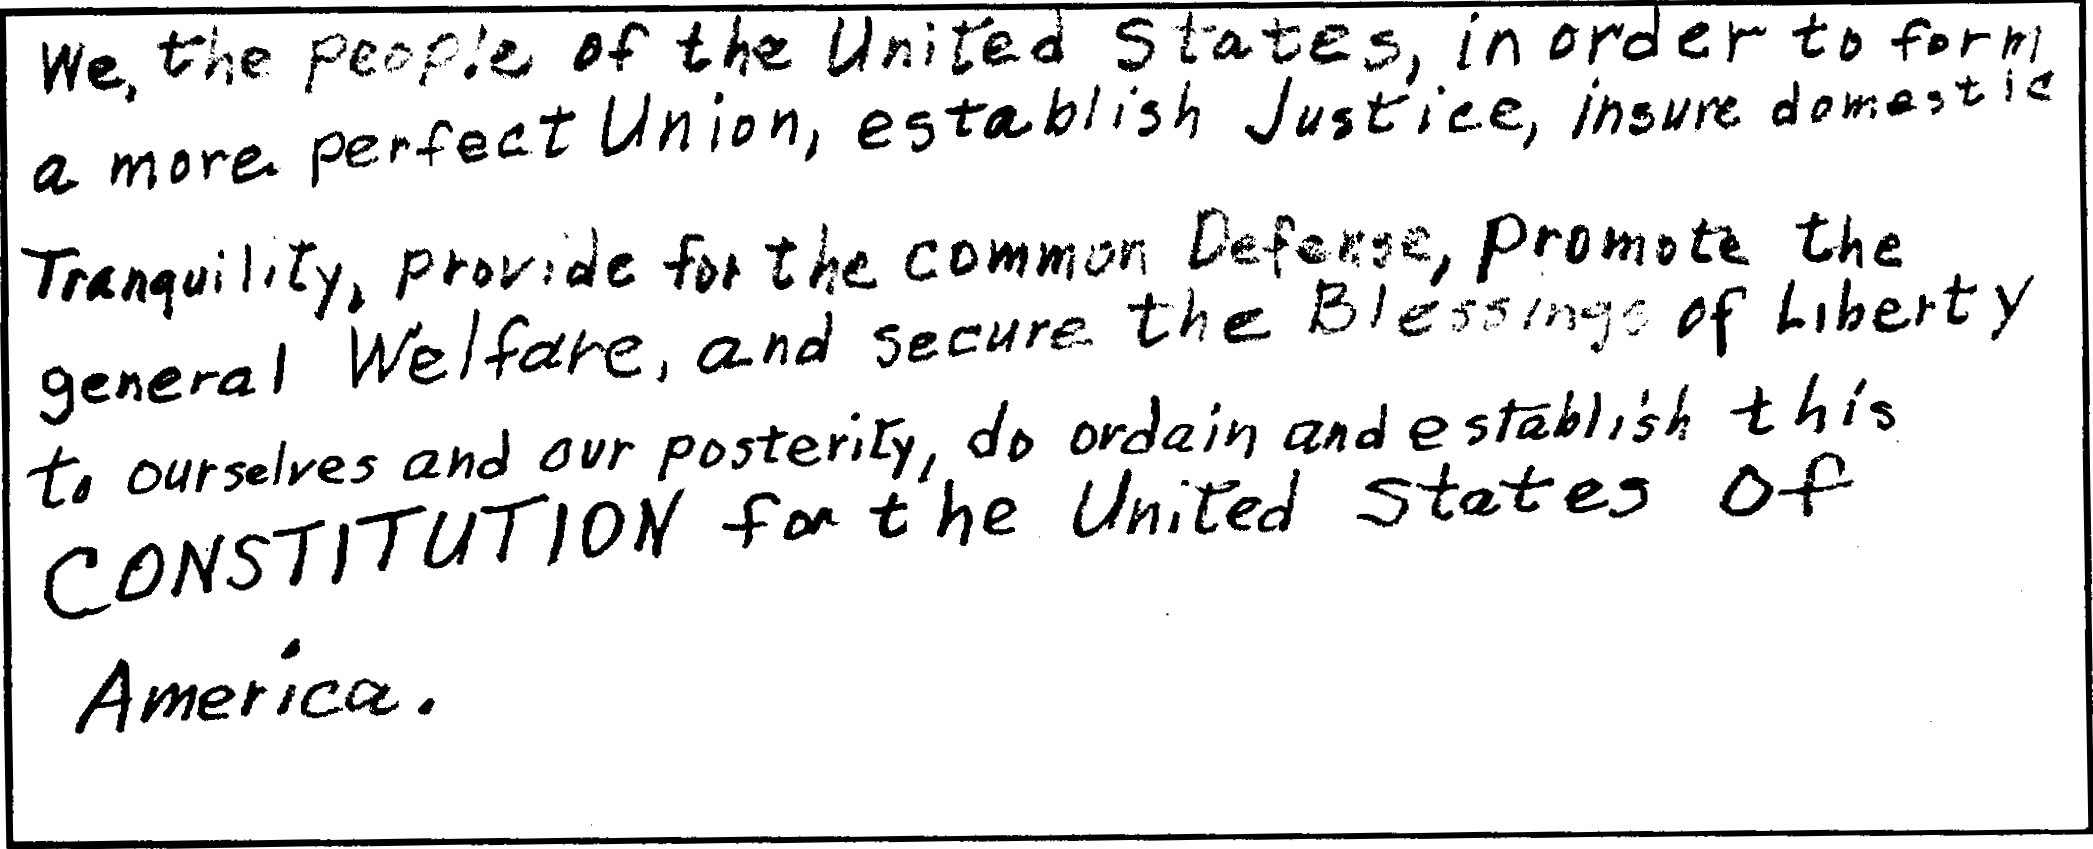 We, the people of the United States, in order to form
a more perfect Union, establish Justice, insure domestic
Tranquility, provide for the common Defense, promote the
general Welfare, and secure the Blessings of Liberty
to ourselves and our posterity, do ordain and establish this
CONSTITUTION for the United States of
America.